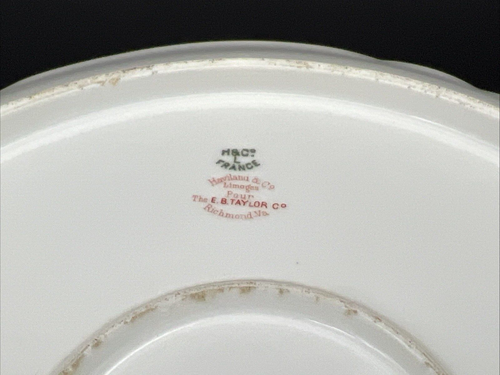 H&Co
L
FRANCE
Haviland & Co
Limoges
Pour
The E.B. TAYLOR Co
Richmond, Va.